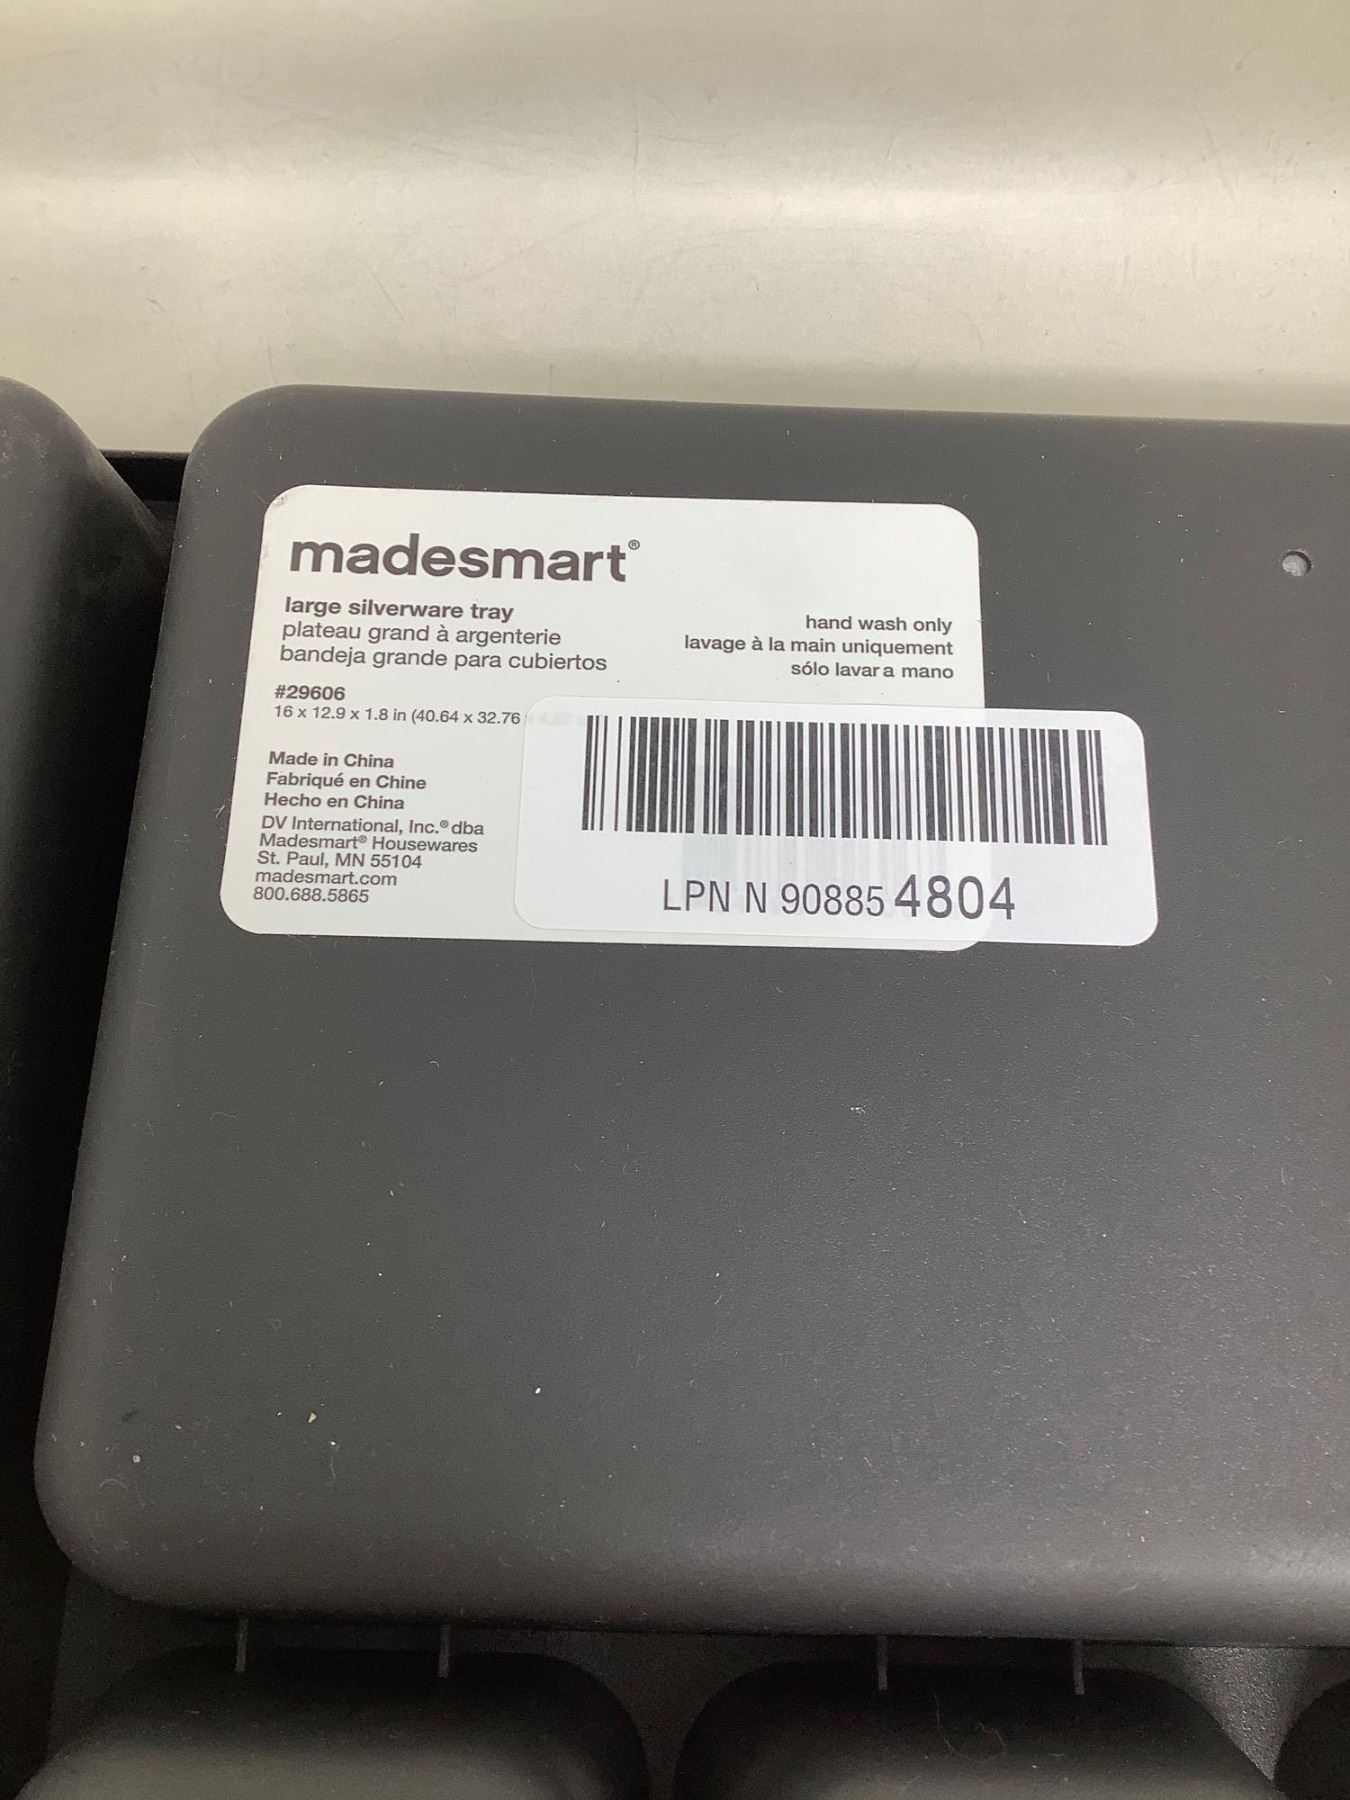 madesmart®
large silverware tray
plateau grand à argenterie
bandeja grande para cubiertos
hand wash only
lavage à la main uniquement
sólo lavar a mano
#29606
16 x 12.9 x 1.8 in (40.64 x 32.76
Made in China
Fabriqué en Chine
Hecho en China
DV International, Inc.® dba
Madesmart® Housewares
St. Paul, MN 55104
madesmart.com
800.688.5865
LPN N 908854804